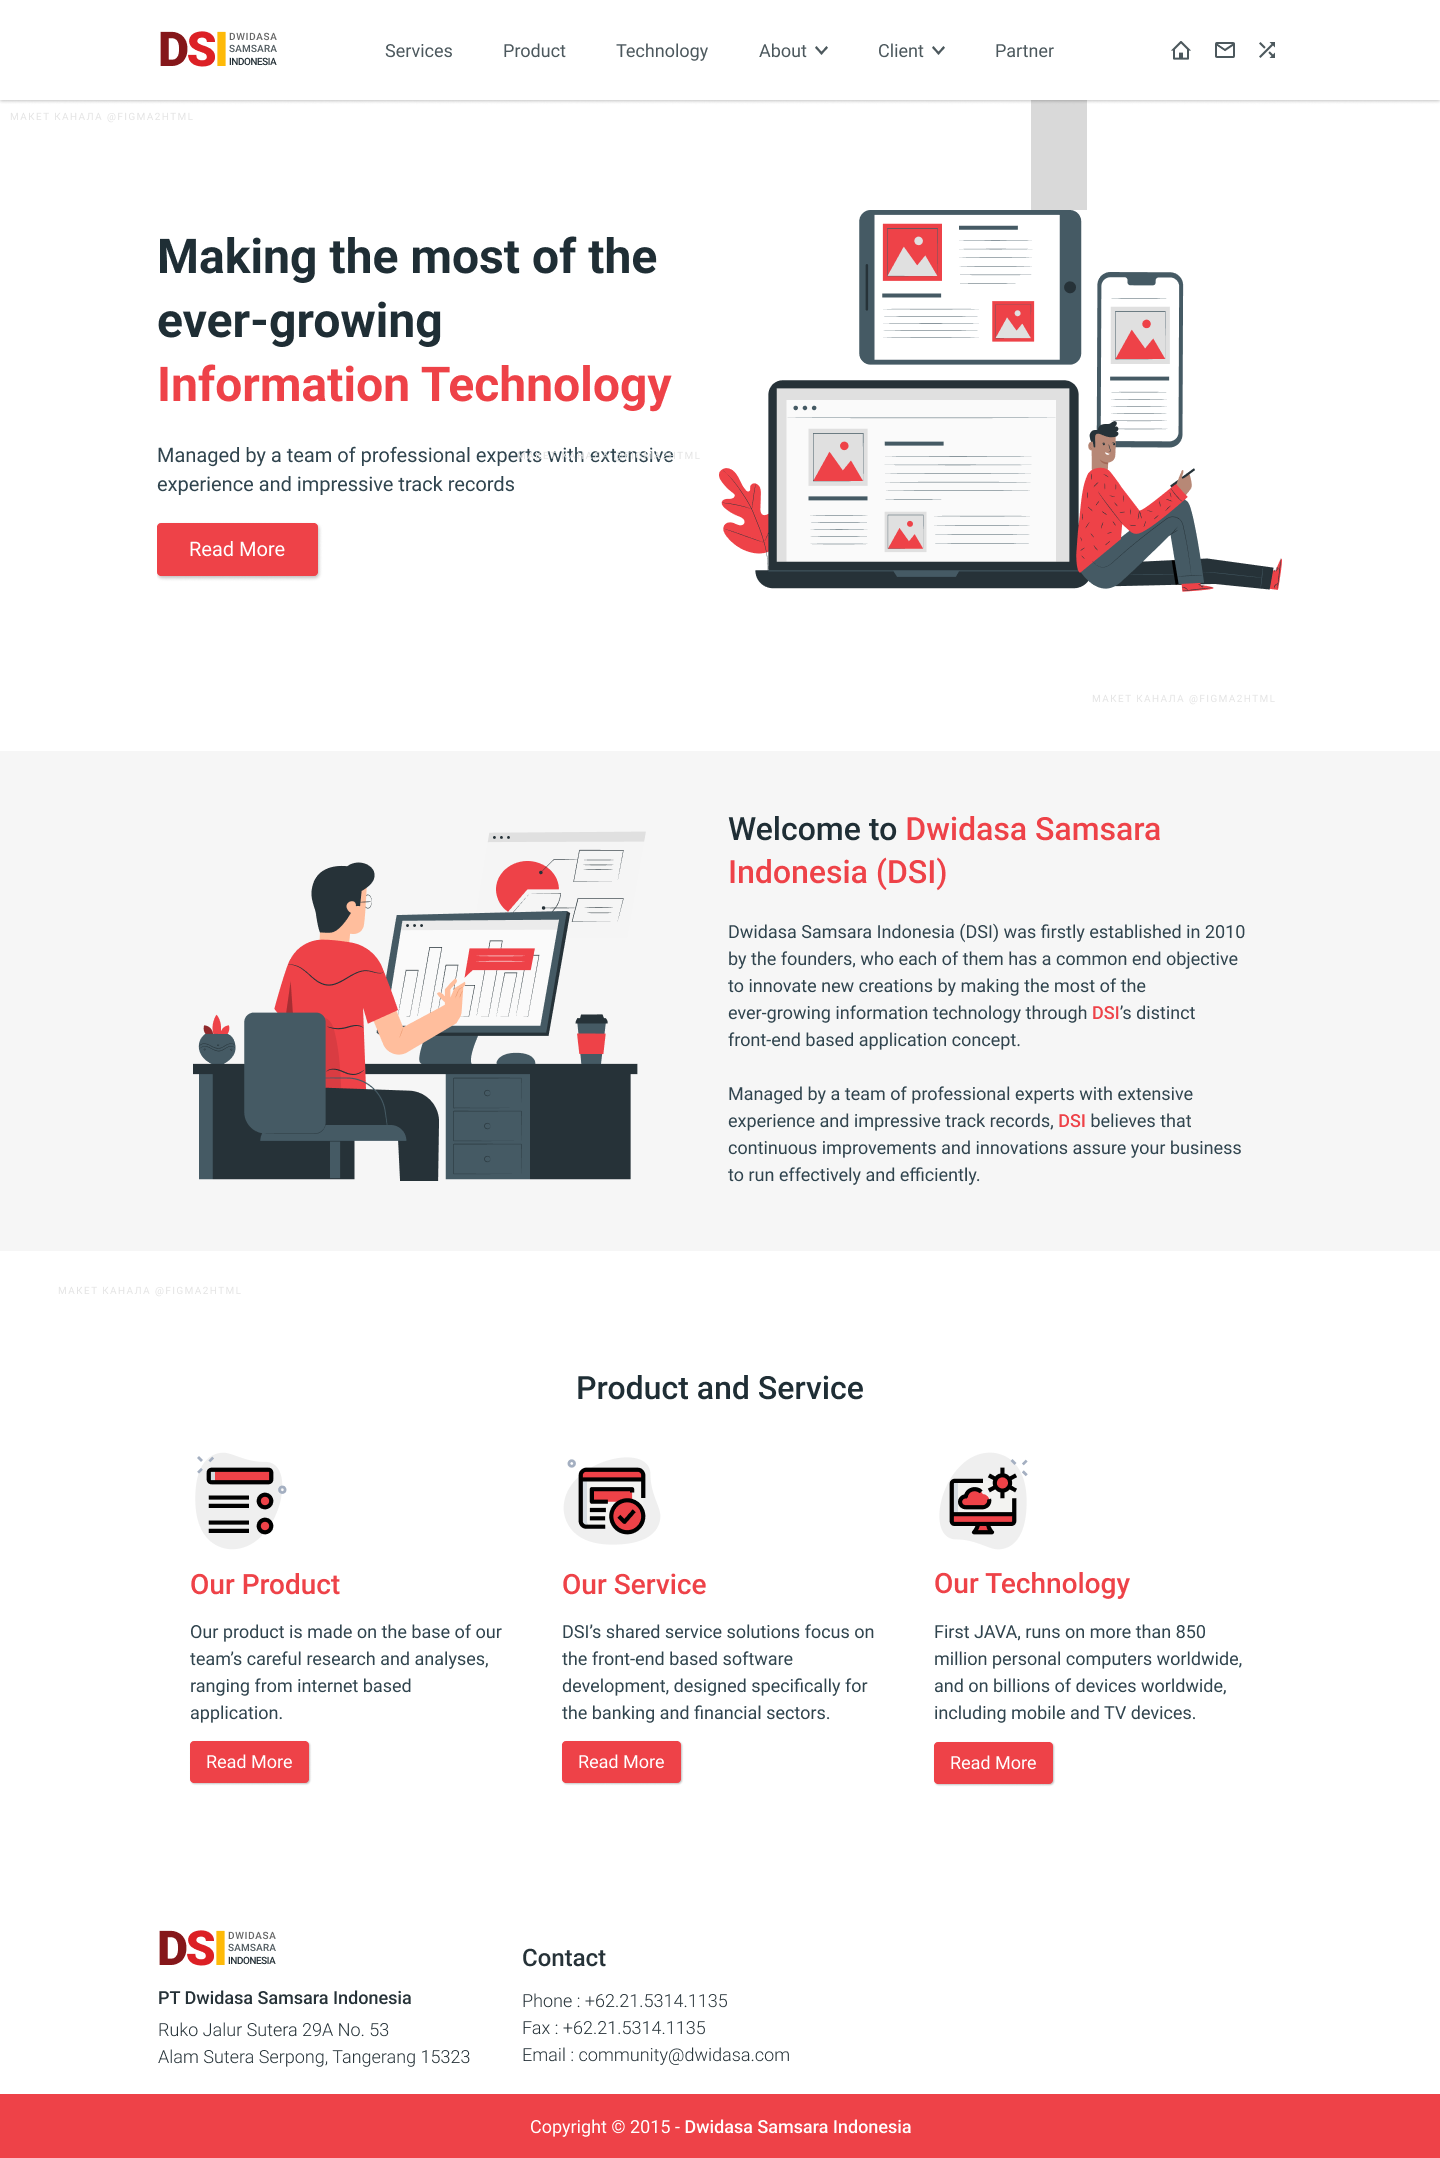 DSI DWIDASA
SAMSARA
INDONESIA
Services Product Technology About Client Partner
МАКЕТ КАНАЛА @FIGMA2HTML
Making the most of the
ever-growing
Information Technology
Managed by a team of professional experts with extensive
experience and impressive track records
Read More
МАКЕТ КАНАЛА @FIGMA2HTML
Welcome to Dwidasa Samsara
Indonesia (DSI)
Dwidasa Samsara Indonesia (DSI) was firstly established in 2010
by the founders, who each of them has a common end objective
to innovate new creations by making the most of the
ever-growing information technology through DSI’s distinct
front-end based application concept.
Managed by a team of professional experts with extensive
experience and impressive track records, DSI believes that
continuous improvements and innovations assure your business
to run effectively and efficiently.
МАКЕТ КАНАЛА @FIGMA2HTML
Product and Service
Our Product
Our product is made on the base of our
team’s careful research and analyses,
ranging from internet based
application.
Read More
Our Service
DSI’s shared service solutions focus on
the front-end based software
development, designed specifically for
the banking and financial sectors.
Read More
Our Technology
First JAVA, runs on more than 850
million personal computers worldwide,
and on billions of devices worldwide,
including mobile and TV devices.
Read More
DSI DWIDASA
SAMSARA
INDONESIA
PT Dwidasa Samsara Indonesia
Ruko Jalur Sutera 29A No. 53
Alam Sutera Serpong, Tangerang 15323
Contact
Phone : +62.21.5314.1135
Fax : +62.21.5314.1135
Email : community@dwidasa.com
Copyright © 2015 - Dwidasa Samsara Indonesia